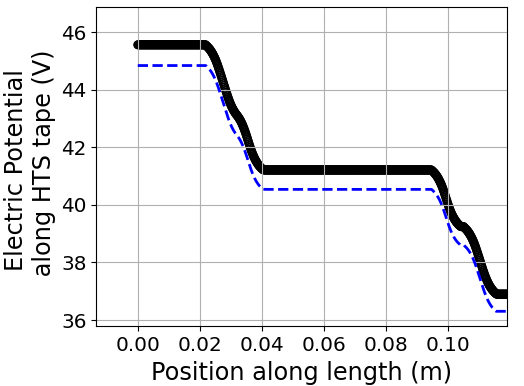 Electric Potential
along HTS tape (V)
46
44
42
40
38
36
0.00 0.02 0.04 0.06 0.08 0.10
Position along length (m)